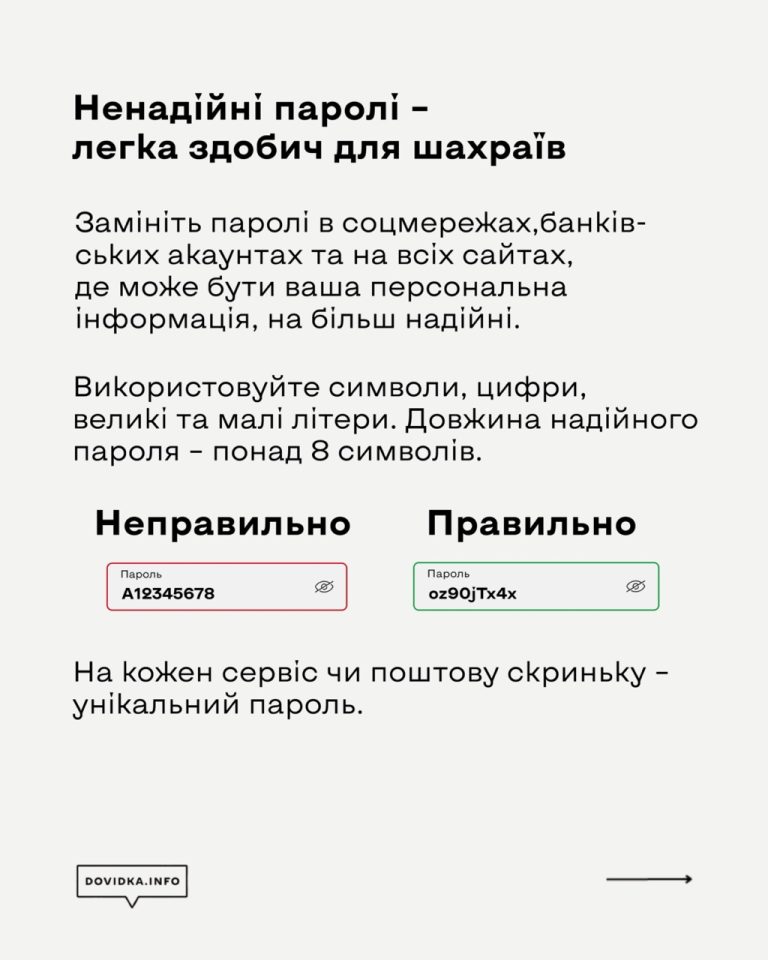 Ненадійні паролі –
легка здобич для шахраїв
Замініть паролі в соцмережах,банків-
ських акаунтах та на всіх сайтах,
де може бути ваша персональна
інформація, на більш надійні.
Використовуйте символи, цифри,
великі та малі літери. Довжина надійного
пароля – понад 8 символів.
Неправильно
Пароль
A12345678
Правильно
Пароль
oz90jTx4x
На кожен сервіс чи поштову скриньку –
унікальний пароль.
DOVIDKA.INFO